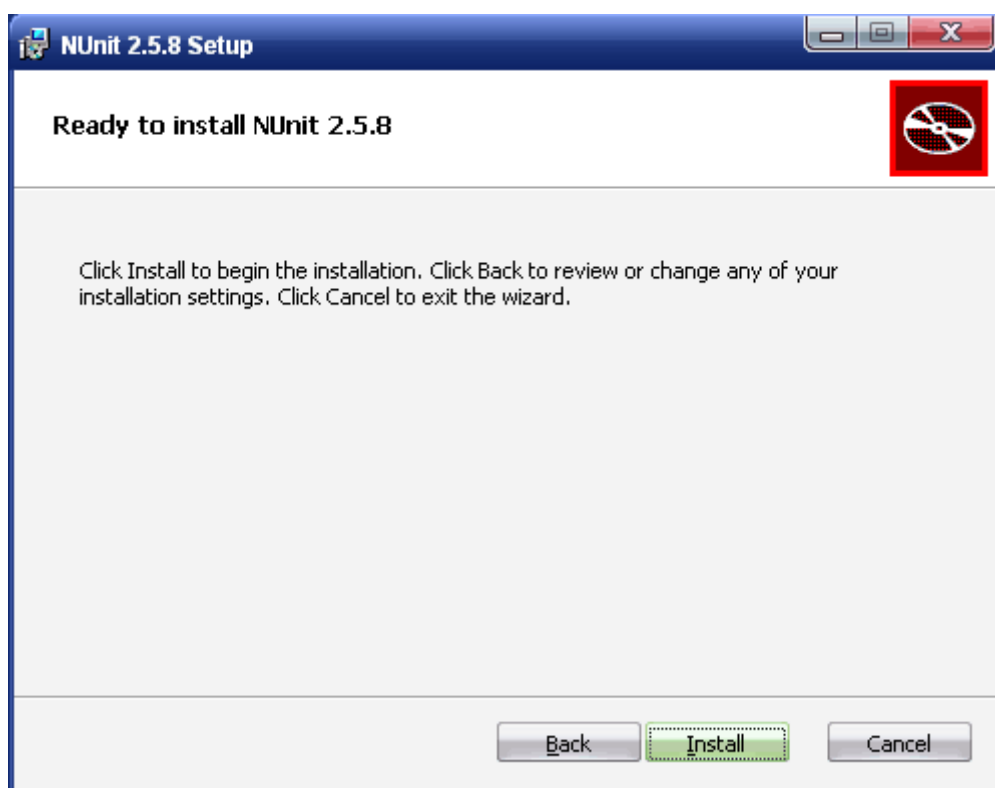 NUnit 2.5.8 Setup
Ready to install NUnit 2.5.8
Click Install to begin the installation. Click Back to review or change any of your
installation settings. Click Cancel to exit the wizard.
Back Install Cancel